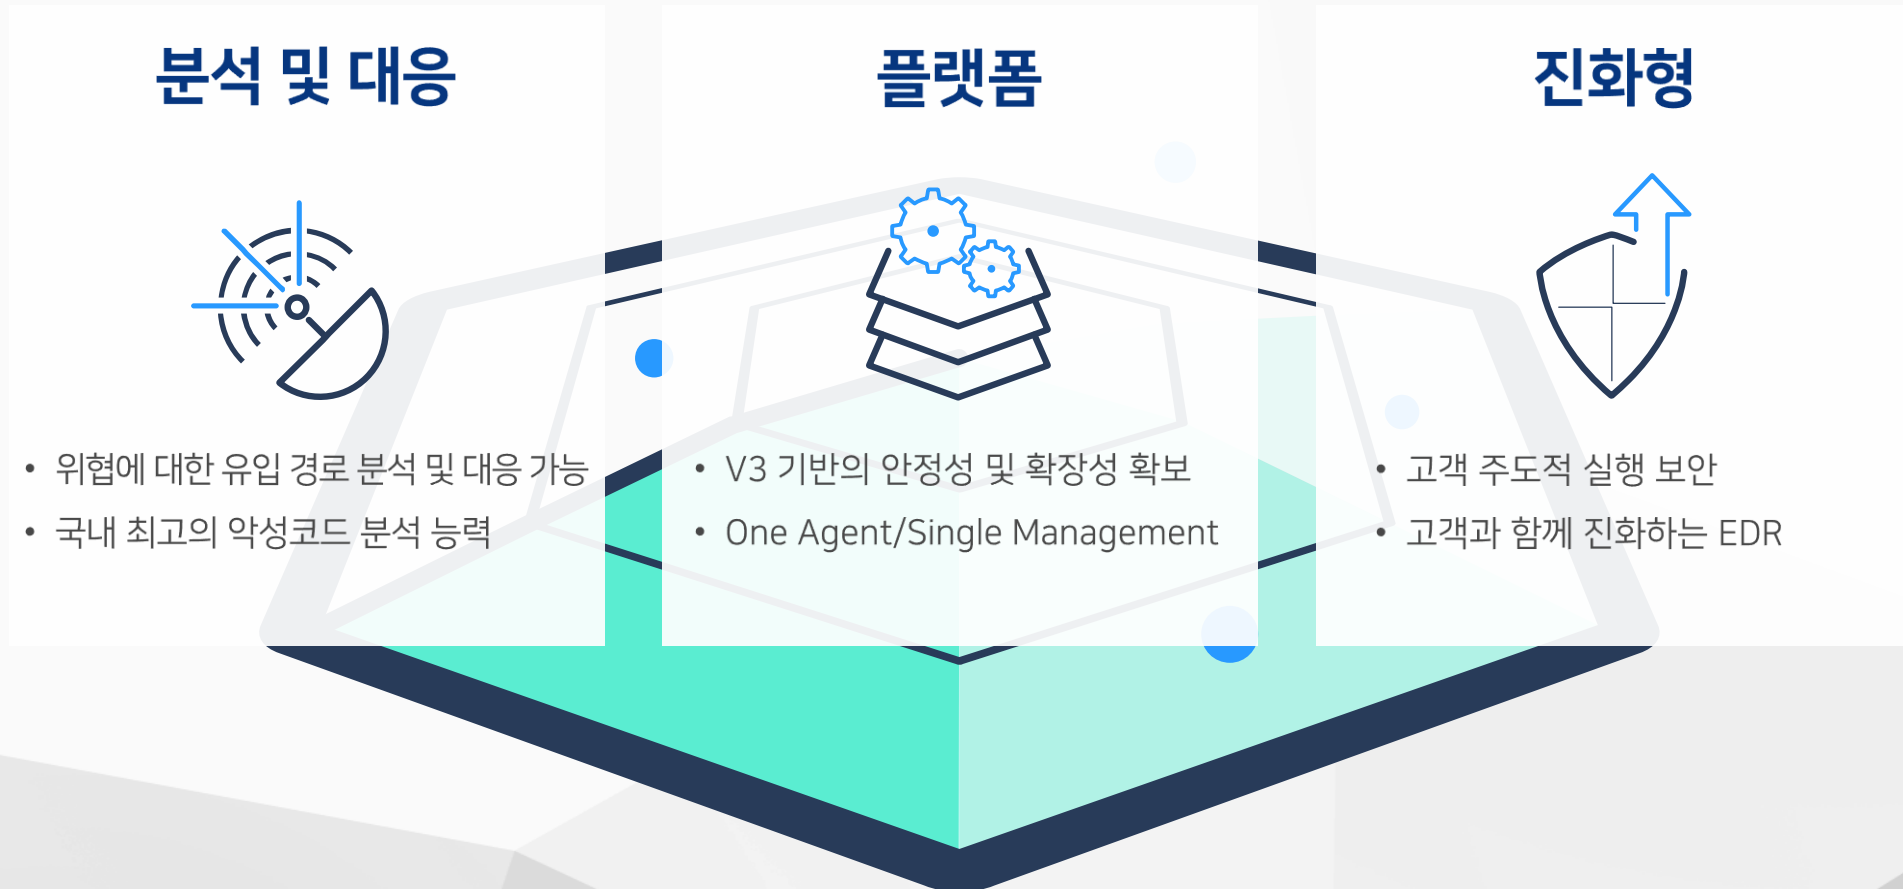 분석 및 대응
• 위협에 대한 유입 경로 분석 및 대응 가능
• 국내 최고의 악성코드 분석 능력
플랫폼
• V3 기반의 안정성 및 확장성 확보
• One Agent/Single Management
진화형
• 고객 주도적 실행 보안
• 고객과 함께 진화하는 EDR